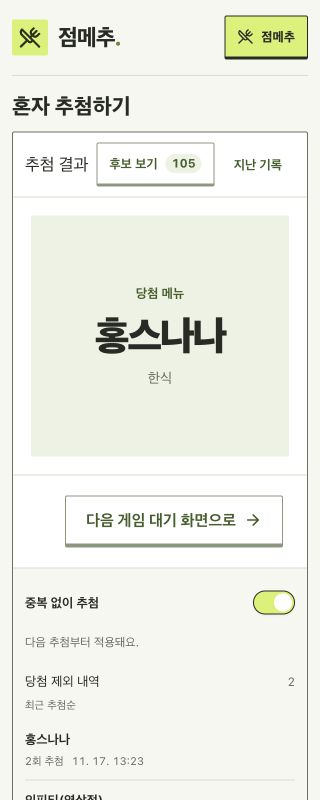 점메추.
점메추
혼자 추첨하기
추첨 결과
후보 보기 105
지난 기록
당첨 메뉴
홍스나나
한식
다음 게임 대기 화면으로 →
중복 없이 추첨
다음 추첨부터 적용돼요.
당첨 제외 내역 2
최근 추첨순
홍스나나
2회 추첨 11. 17. 13:23